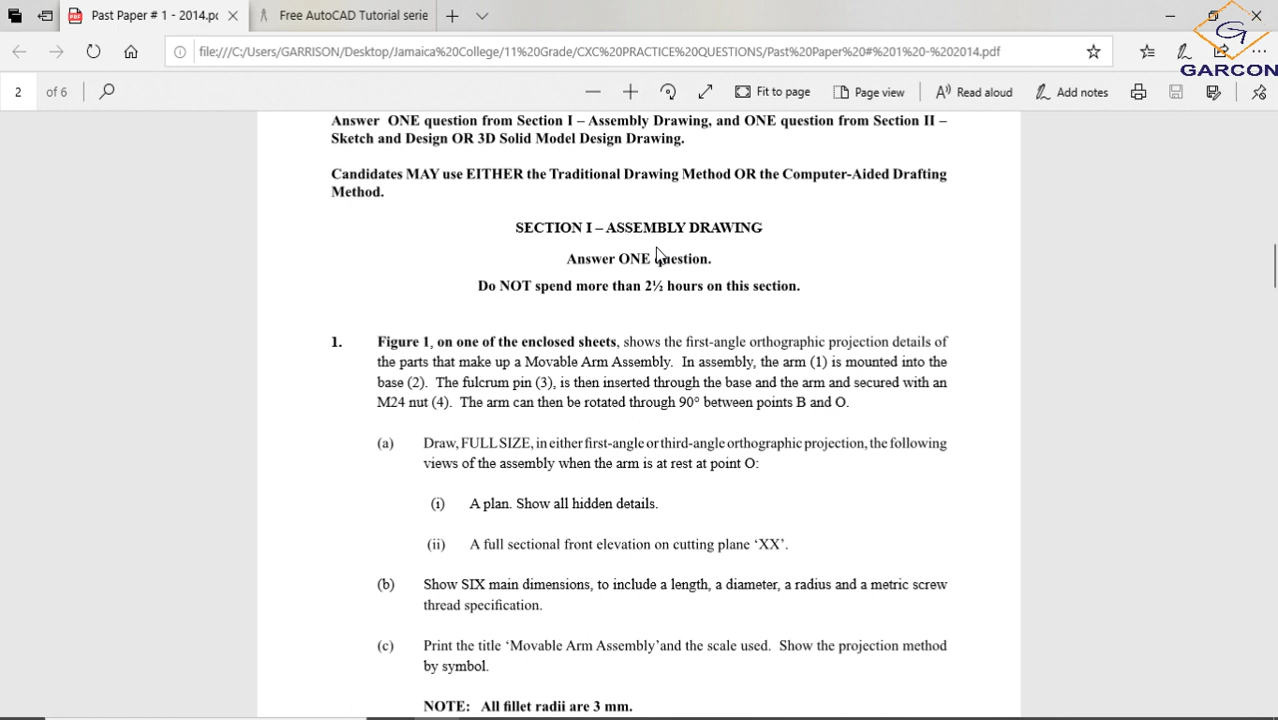 Past Paper # 1 - 2014.pc
Free AutoCAD Tutorial serie
file:///C:/Users/GARRISON/Desktop/Jamaica%20College/11%20Grade/CXC%20PRACTICE%20QUESTIONS/Past%20Paper%20#%201%20-%202014.pdf
G
GARCON
2 of 6
Fit to page
Page view
Read aloud
Add notes
Answer ONE question from Section I – Assembly Drawing, and ONE question from Section II –
Sketch and Design OR 3D Solid Model Design Drawing.
Candidates MAY use EITHER the Traditional Drawing Method OR the Computer-Aided Drafting
Method.
SECTION I – ASSEMBLY DRAWING
Answer ONE question.
Do NOT spend more than 2½ hours on this section.
1. Figure 1, on one of the enclosed sheets, shows the first-angle orthographic projection details of
the parts that make up a Movable Arm Assembly. In assembly, the arm (1) is mounted into the
base (2). The fulcrum pin (3), is then inserted through the base and the arm and secured with an
M24 nut (4). The arm can then be rotated through 90° between points B and O.
(a) Draw, FULL SIZE, in either first-angle or third-angle orthographic projection, the following
views of the assembly when the arm is at rest at point O:
(i) A plan. Show all hidden details.
(ii) A full sectional front elevation on cutting plane ‘XX’.
(b) Show SIX main dimensions, to include a length, a diameter, a radius and a metric screw
thread specification.
(c) Print the title ‘Movable Arm Assembly’and the scale used. Show the projection method
by symbol.
NOTE: All fillet radii are 3 mm.